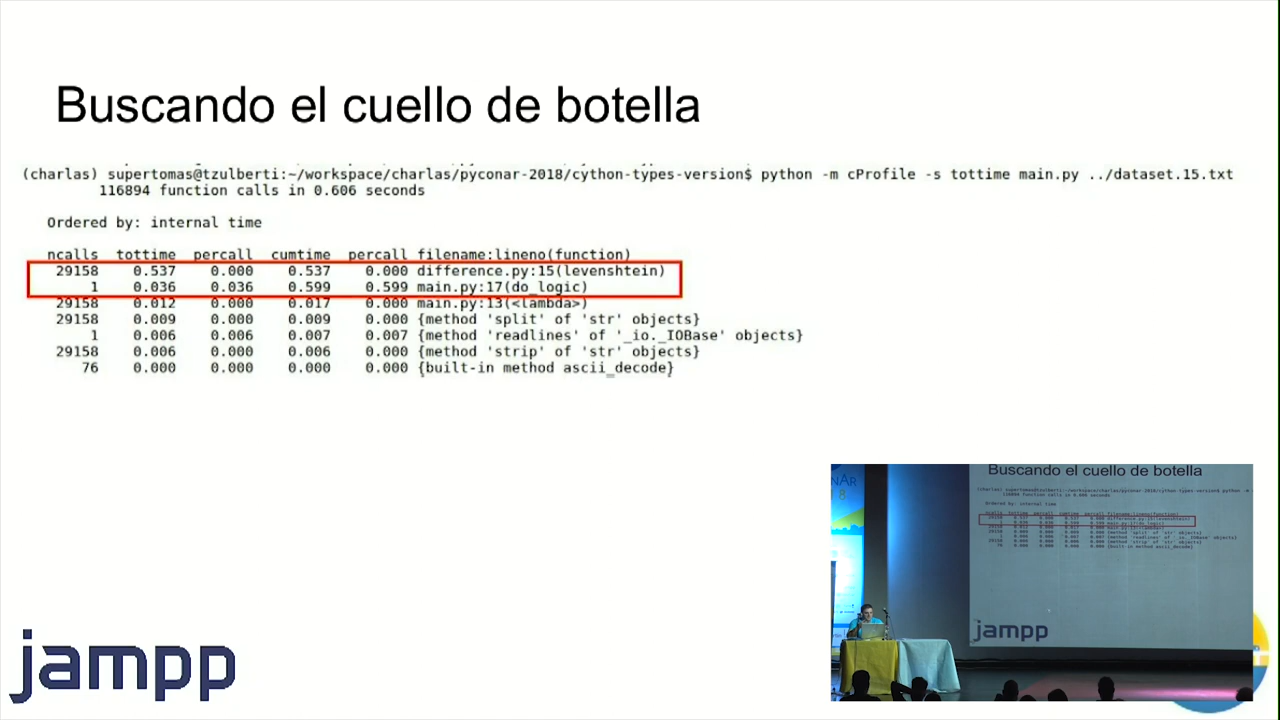 Buscando el cuello de botella
(charlas) supertomas@tzulberti:~/workspace/charlas/pyconar-2018/cython-types-version$ python -m cProfile -s tottime main.py ../dataset.15.txt
116894 function calls in 0.606 seconds
Ordered by: internal time
ncalls tottime percall cumtime percall filename:lineno(function)
29158 0.537 0.000 0.537 0.000 difference.py:15(levenshtein)
1 0.036 0.036 0.599 0.599 main.py:17(do_logic)
29158 0.012 0.000 0.017 0.000 main.py:13(<lambda>)
29158 0.009 0.000 0.009 0.000 {method 'split' of 'str' objects}
1 0.006 0.006 0.007 0.007 {method 'readlines' of '_io._IOBase' objects}
29158 0.006 0.000 0.006 0.000 {method 'strip' of 'str' objects}
76 0.000 0.000 0.000 0.000 {built-in method ascii_decode}
jampp
Buscando el cuello de botella
jampp